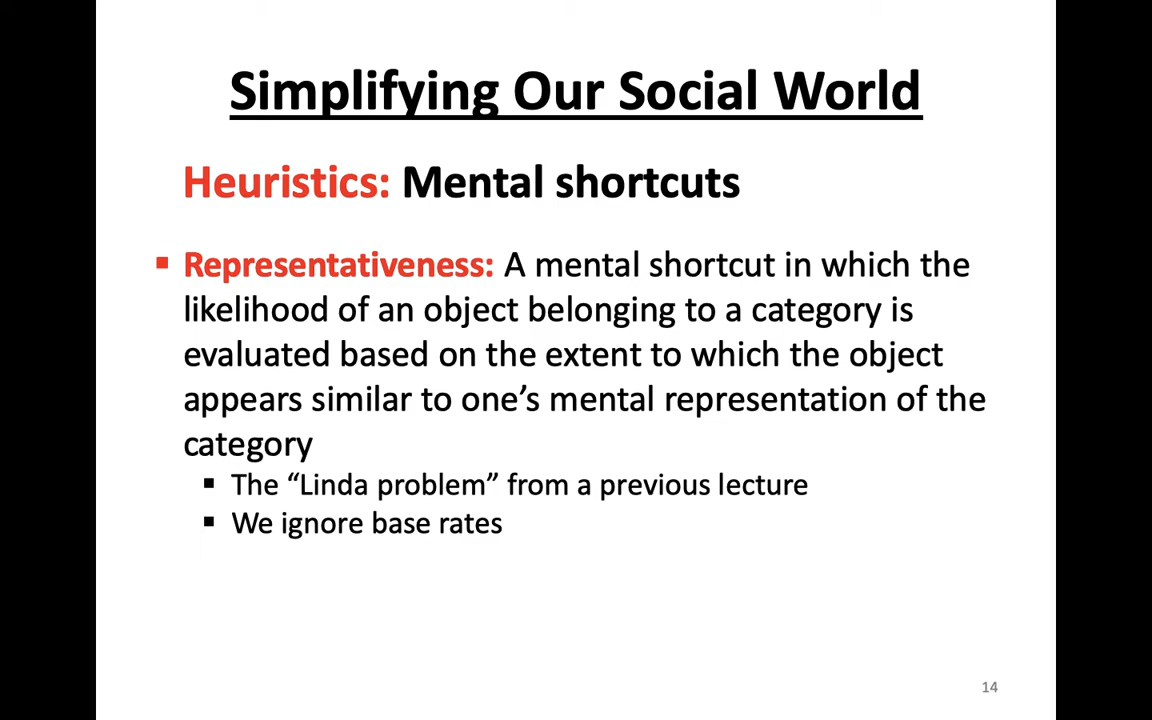 Simplifying Our Social World
Heuristics: Mental shortcuts
▪ Representativeness: A mental shortcut in which the
likelihood of an object belonging to a category is
evaluated based on the extent to which the object
appears similar to one’s mental representation of the
category
▪ The “Linda problem” from a previous lecture
▪ We ignore base rates
14